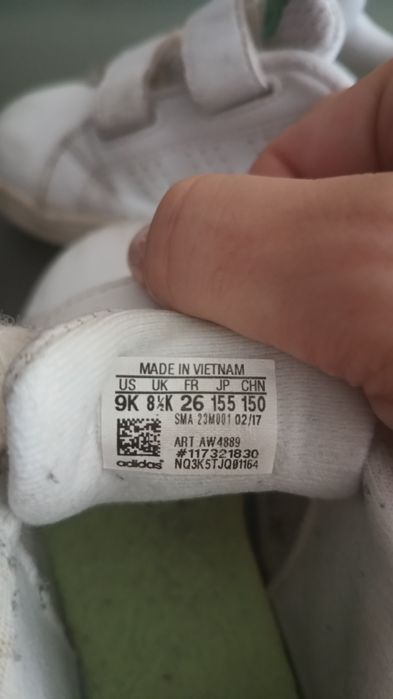 MADE IN VIETNAM
US UK FR JP CHN
9K 8½K 26 155 150
SMA 23M001 02/17
ART AW4889
#117321830
adidas NQ3K5TJQ01164